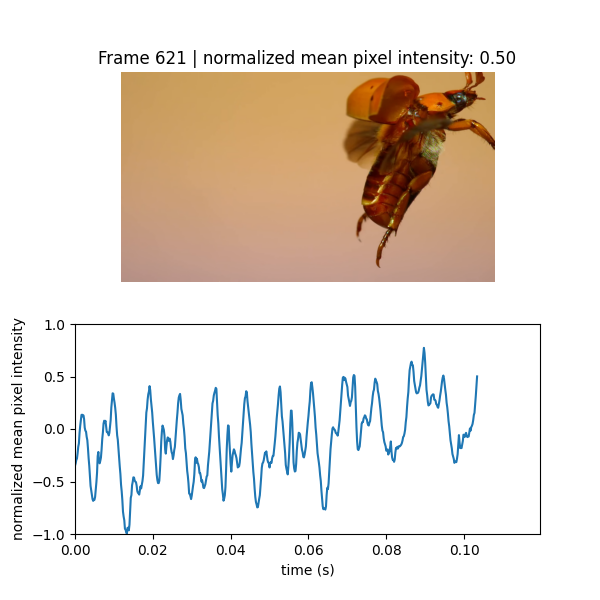 Frame 621 | normalized mean pixel intensity: 0.50
1.0
0.5
0.0
−0.5
−1.0
normalized mean pixel intensity
0.00 0.02 0.04 0.06 0.08 0.10
time (s)